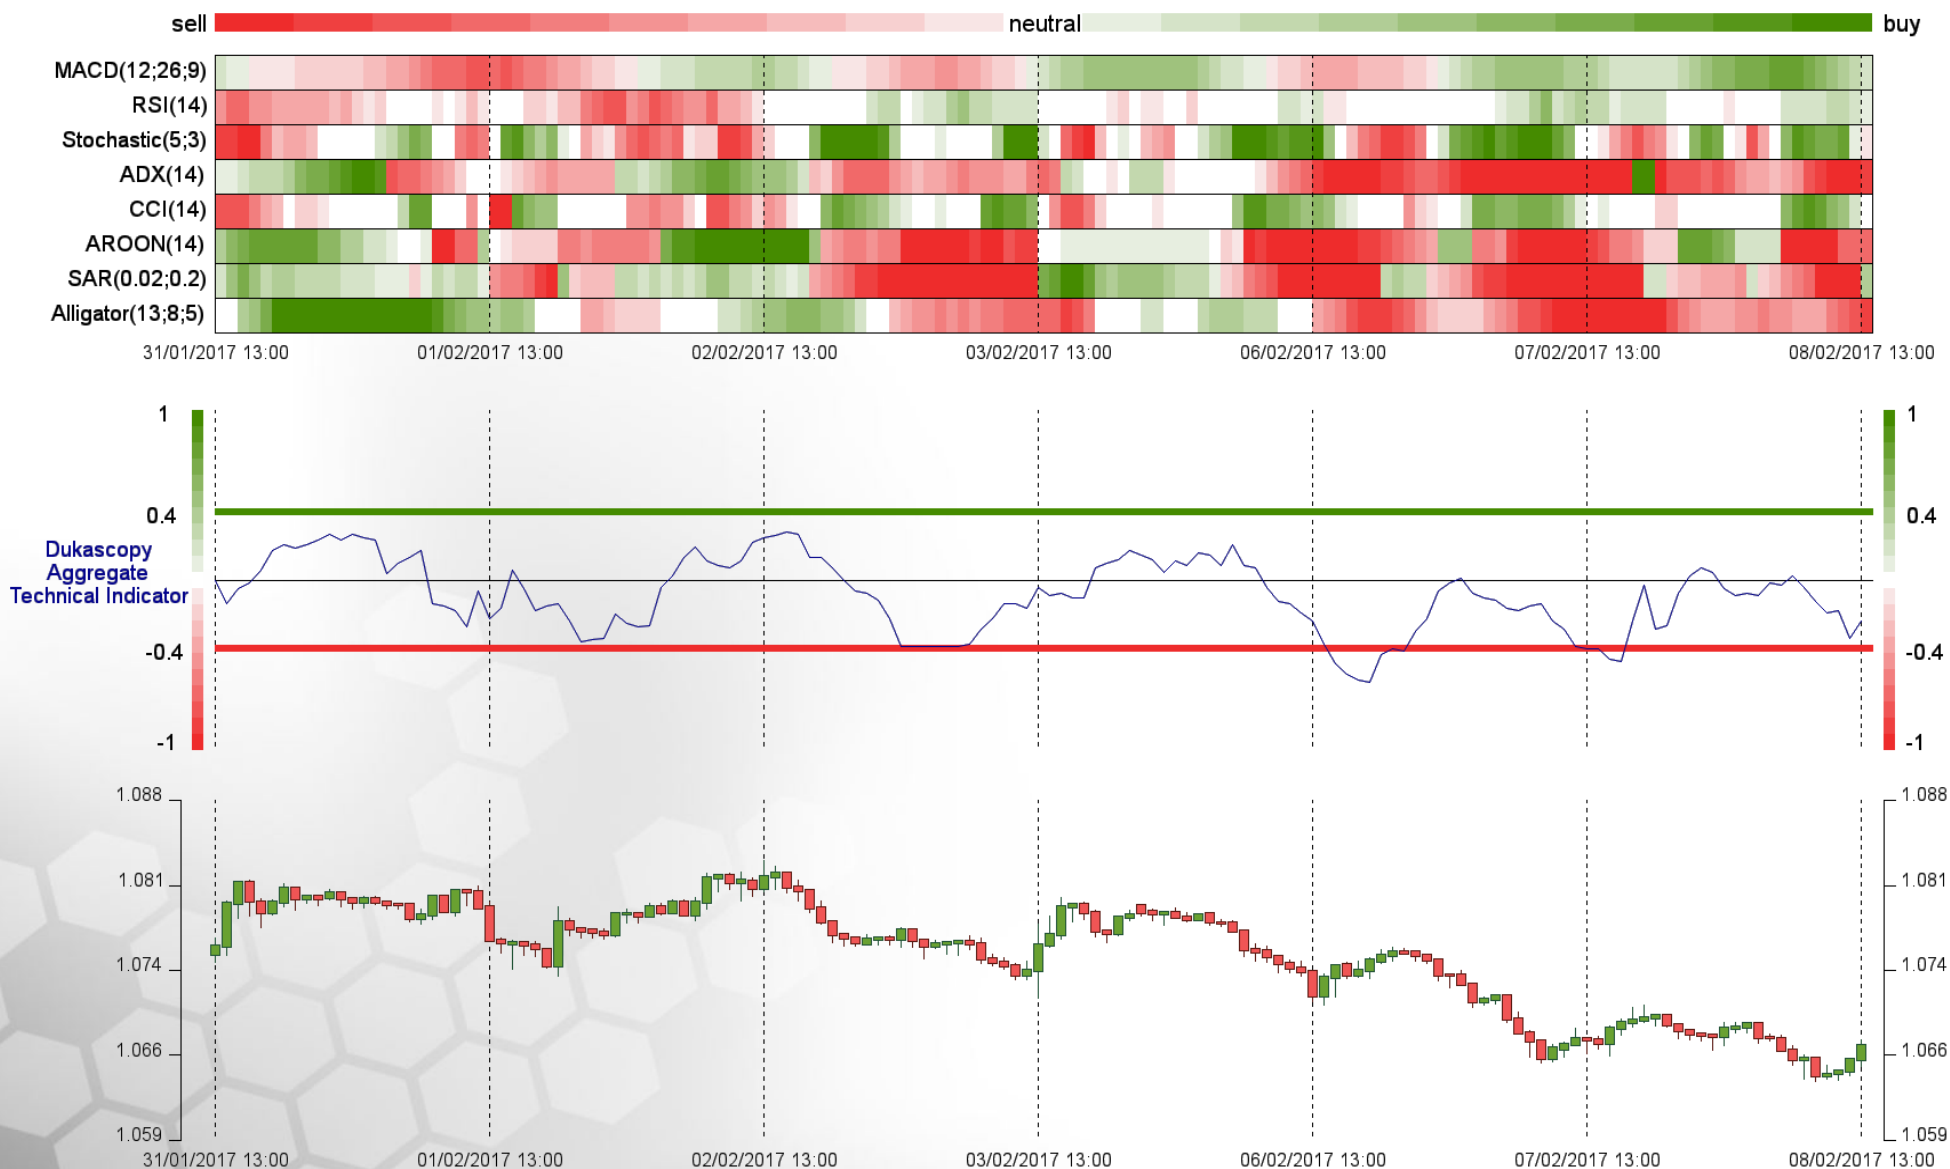 sell neutral buy
MACD(12;26;9)
RSI(14)
Stochastic(5;3)
ADX(14)
CCI(14)
AROON(14)
SAR(0.02;0.2)
Alligator(13;8;5)
31/01/2017 13:00 01/02/2017 13:00 02/02/2017 13:00 03/02/2017 13:00 06/02/2017 13:00 07/02/2017 13:00 08/02/2017 13:00
1 1
0.4 0.4
Dukascopy
Aggregate
Technical Indicator
-0.4 -0.4
-1 -1
1.088 1.088
1.081 1.081
1.074 1.074
1.066 1.066
1.059 1.059
31/01/2017 13:00 01/02/2017 13:00 02/02/2017 13:00 03/02/2017 13:00 06/02/2017 13:00 07/02/2017 13:00 08/02/2017 13:00